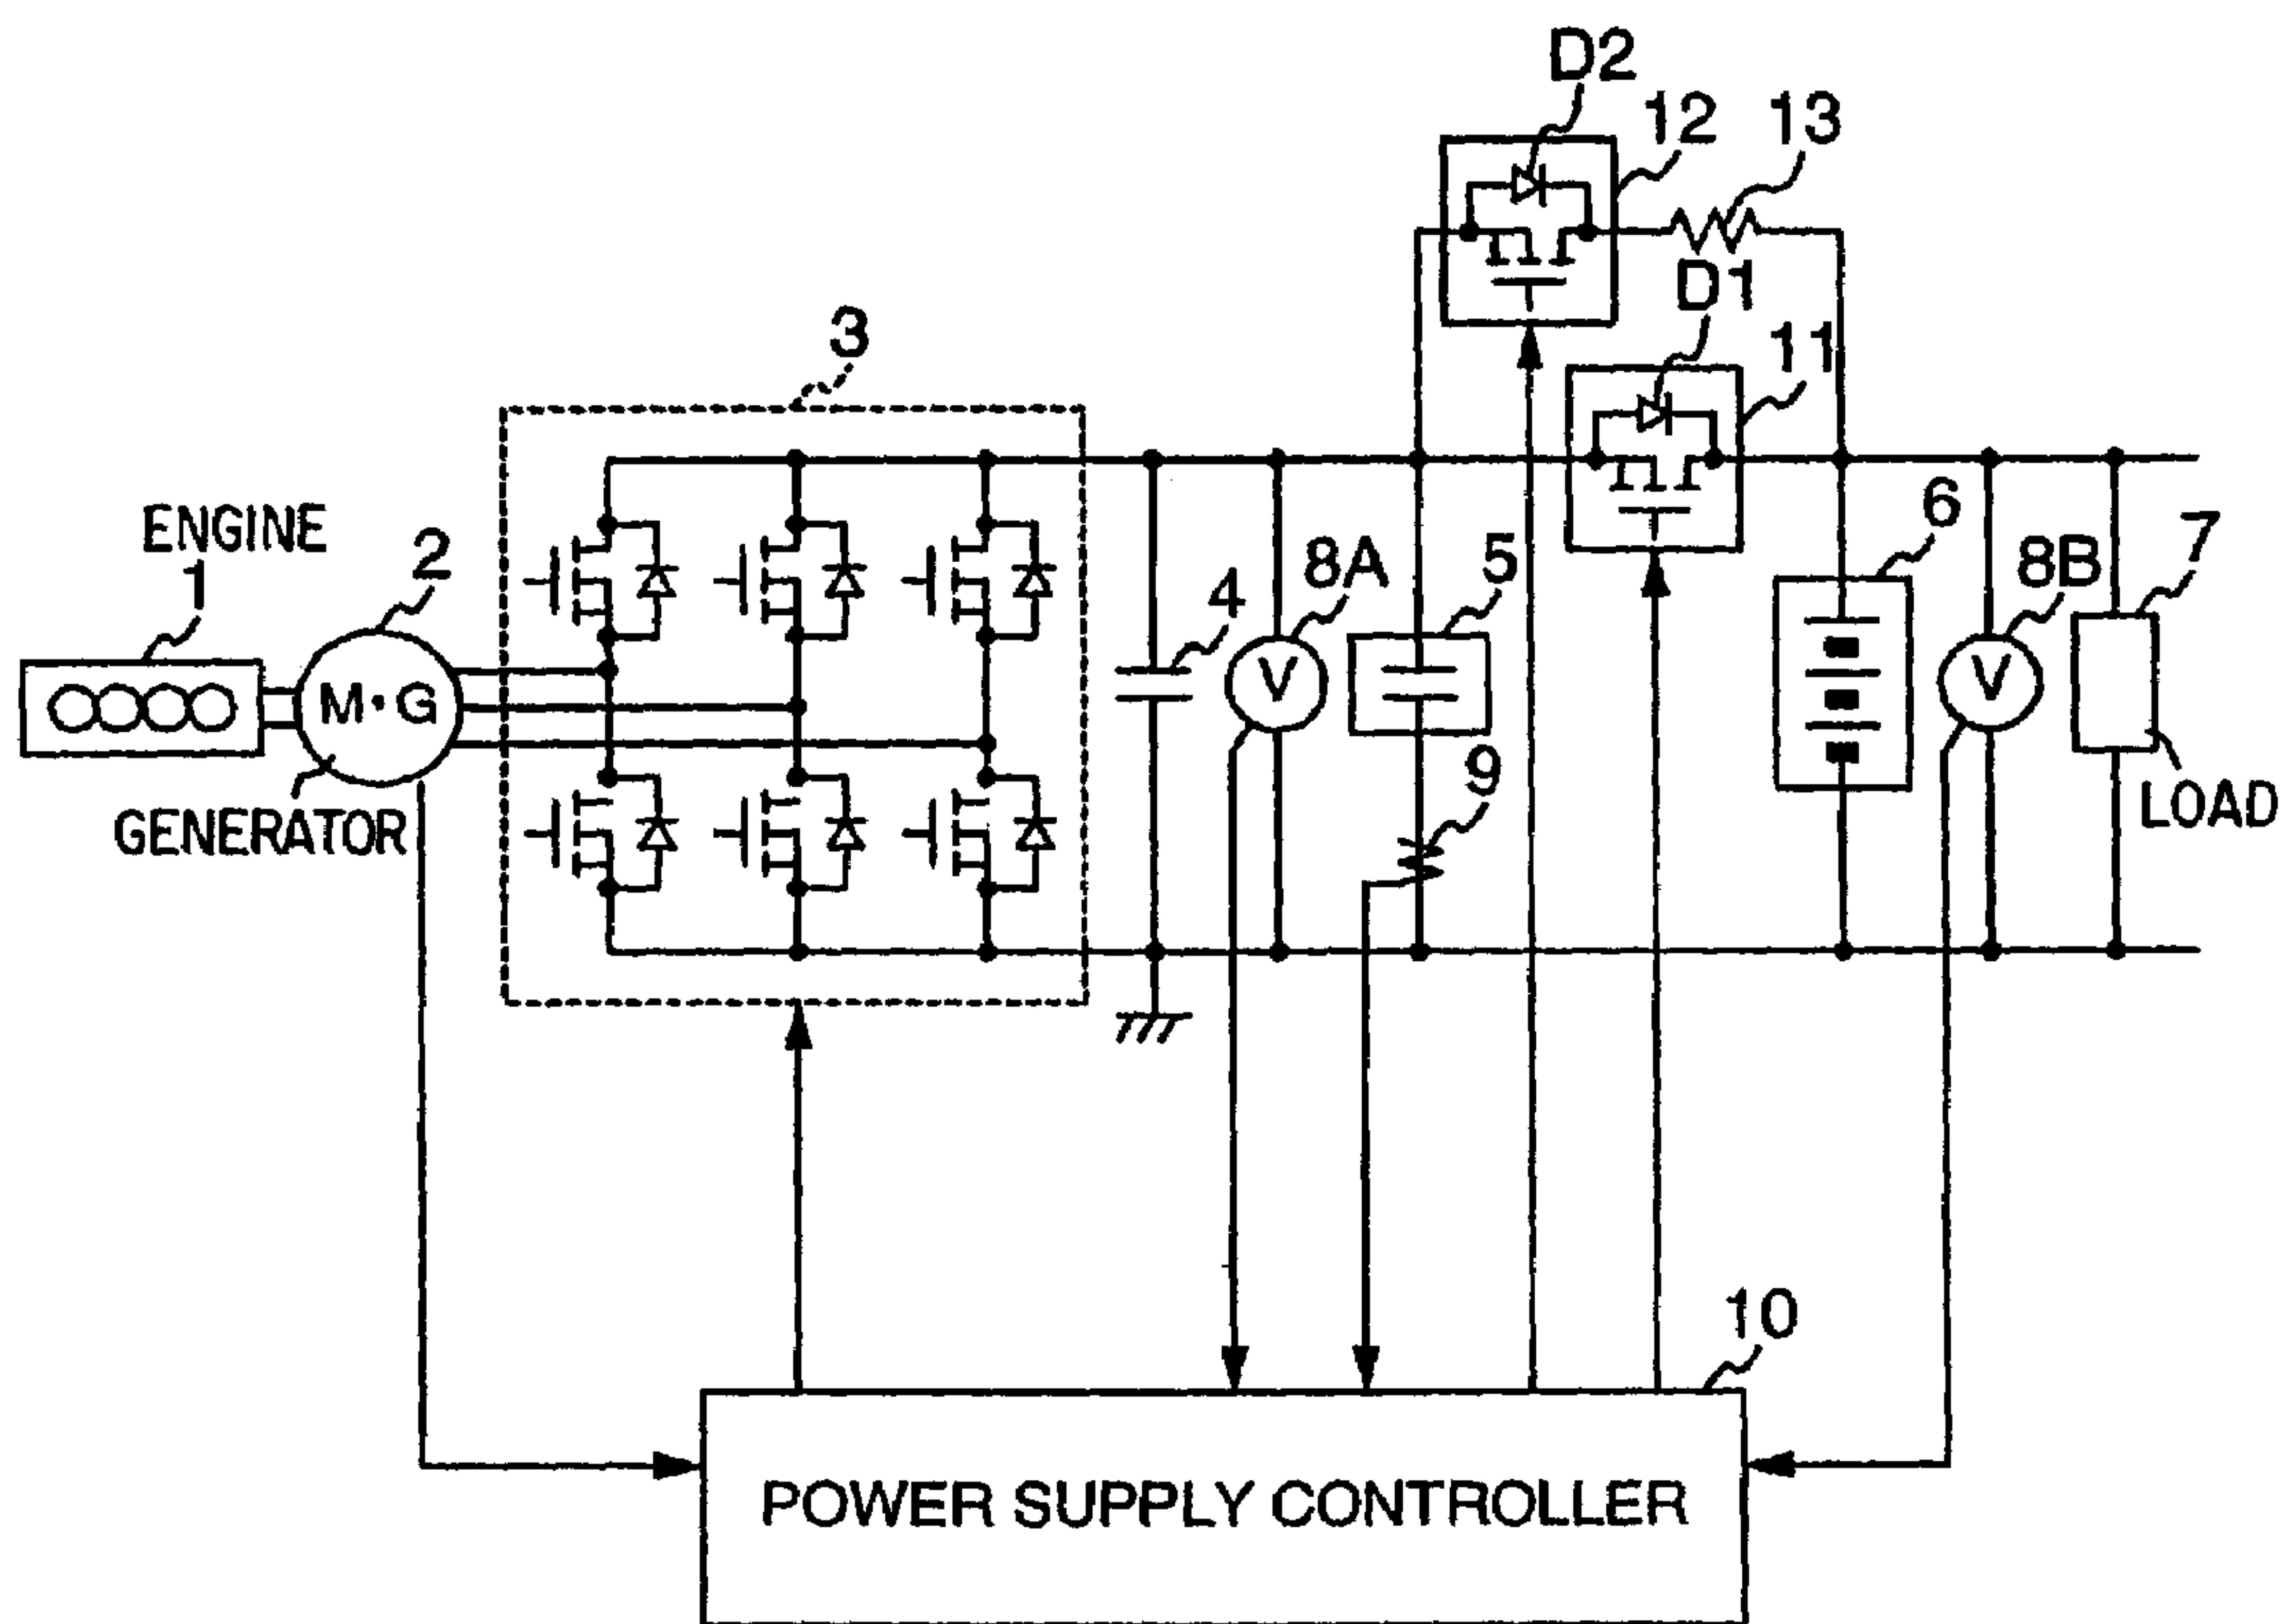 D2
12
13
D1
11
3
ENGINE
1
2
M·G
GENERATOR
4
8A
V
5
9
6
8B
V
7
LOAD
10
POWER SUPPLY CONTROLLER